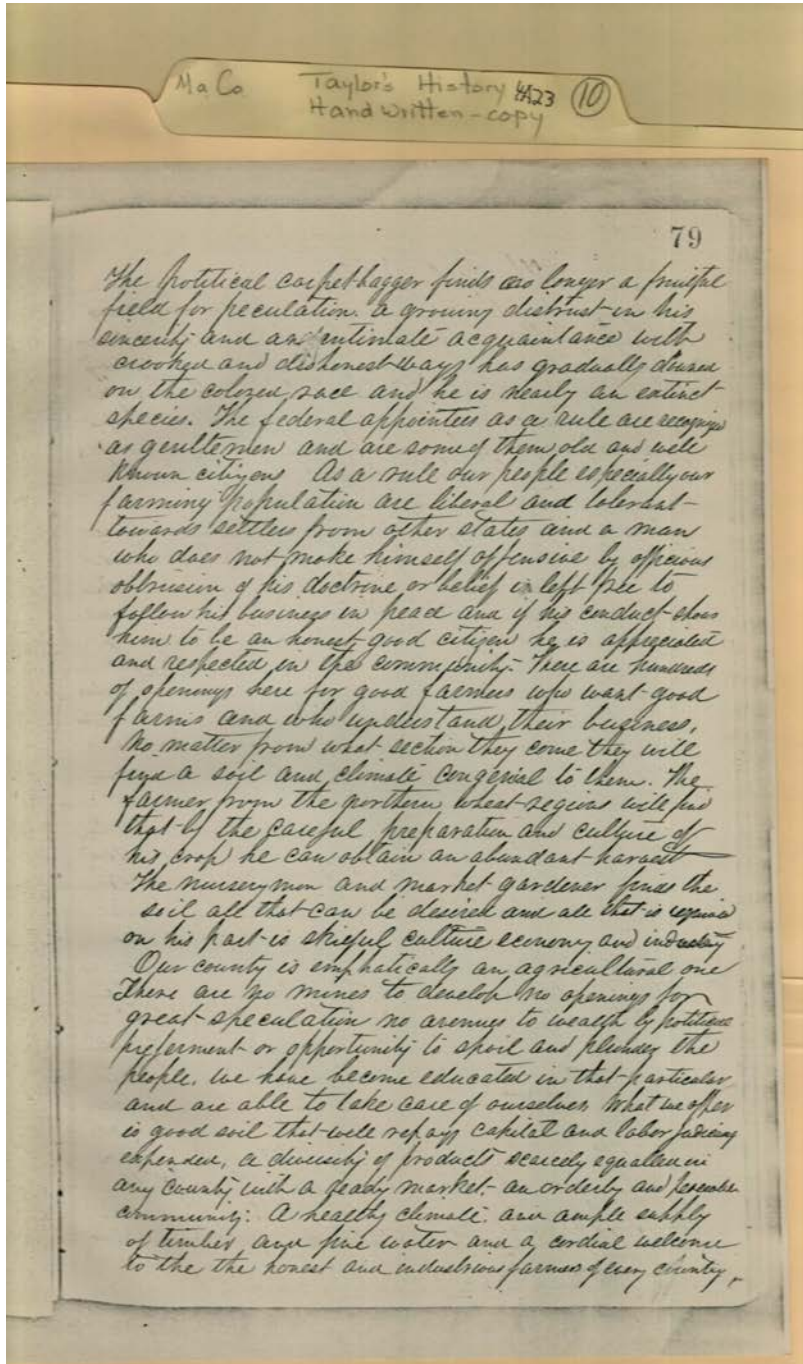 Ma Co Taylor's History 4A23 (10)
Hand written - copy
79
The political carpet bagger finds no longer a fruitful
field for peculation. a growing distrust in his
sincerity and an intimate acquaintance with
crooked and dishonest ways has gradually
on the colored race and he is nearly an extinct
species. The federal appointees as a rule are
as gentlemen and are some of them old and well
known citizens As a rule our people especially our
farming population are liberal and tolerant
towards settlers from other states and a man
who does not make himself offensive by officious
obtrusion of his doctrine or belief is left free to
follow his business in peace and if his conduct shows
him to be an honest good citizen he is appreciated
and respected in the community. There are hundreds
of openings here for good farmers who want good
farms and who understand their business.
No matter from what section they come they will
find a soil and climate congenial to them. The
farmer from the northern wheat regions will find
that by the careful preparation and culture of
his crop he can obtain an abundant harvest
The nurseryman and market gardener finds the
soil all that can be desired and all that is required
on his part is skilful culture economy and industry
Our county is emphatically an agricultural one
There are no mines to develop no openings for
great speculation no avenues to wealth by political
preferment or opportunity to spoil and plunder the
people. we have become educated in that particular
and are able to take care of ourselves What we offer
is good soil that will repay capital and labor
expended, a diversity of products scarcely equalled in
any county with a ready market. an orderly and peaceable
community. A healthy climate, and ample supply
of timber and fine water and a cordial welcome
to the the honest and industrious farmers of every country.